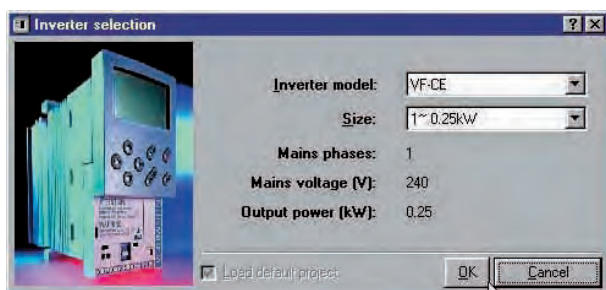 Inverter selection
Inverter model: VF-CE
Size: 1~ 0.25kW
Mains phases: 1
Mains voltage (V): 240
Output power (kW): 0.25
Load default project
OK Cancel